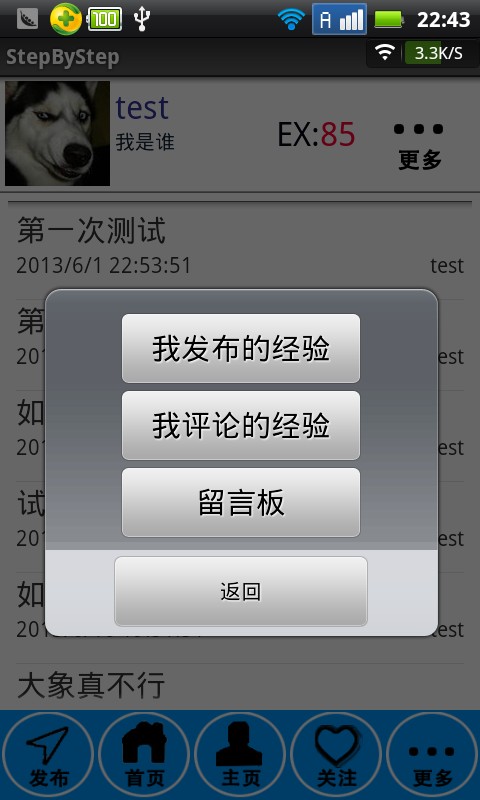 100
A
22:43
StepByStep
3.3K/S
test
我是谁
EX:85
更多
第一次测试
2013/6/1 22:53:51
test
第
201
est
我发布的经验
如
201
est
我评论的经验
试
201
est
留言板
如
201
test
返回
大象真不行
发布
首页
主页
关注
更多